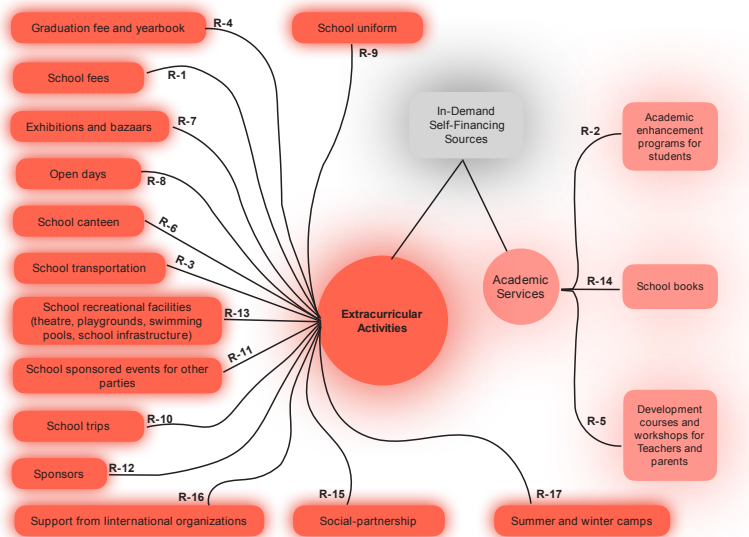 Graduation fee and yearbook
R-4
School uniform
R-9
School fees
R-1
In-Demand
Self-Financing
Sources
Academic
enhancement
programs for
students
R-2
Exhibitions and bazaars
R-7
Open days
R-8
School canteen
R-6
School transportation
R-3
Academic
Services
R-14
School books
School recreational facilities
(theatre, playgrounds, swimming
pools, school infrastructure)
R-13
Extracurricular
Activities
School sponsored events for other
parties
R-11
School trips
R-10
R-5
Development
courses and
workshops for
Teachers and
parents
Sponsors
R-12
R-16
R-15
R-17
Support from Iinternational organizations
Social-partnership
Summer and winter camps